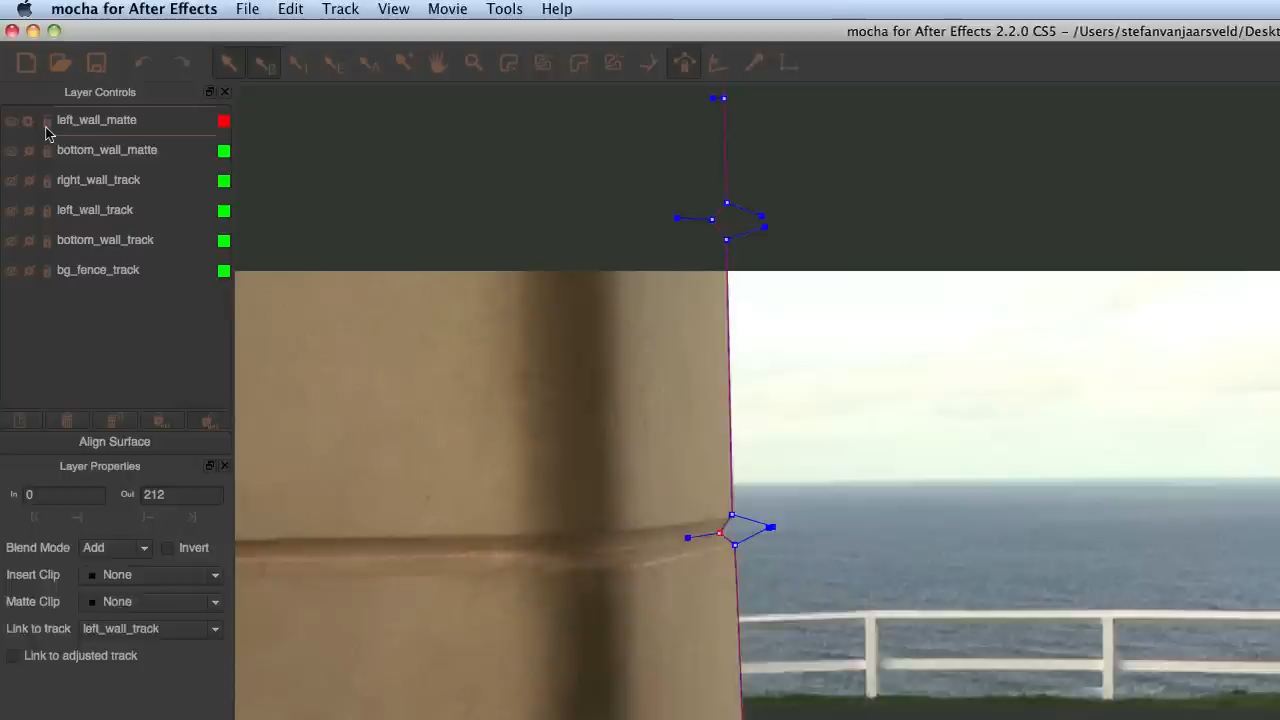 mocha for After Effects File Edit Track View Movie Tools Help
mocha for After Effects 2.2.0 CS5 – /Users/stefanvanjaarsveld/Deskt
Layer Controls
left_wall_matte
bottom_wall_matte
right_wall_track
left_wall_track
bottom_wall_track
bg_fence_track
Align Surface
Layer Properties
In 0 Out 212
Blend Mode Add Invert
Insert Clip None
Matte Clip None
Link to track left_wall_track
Link to adjusted track